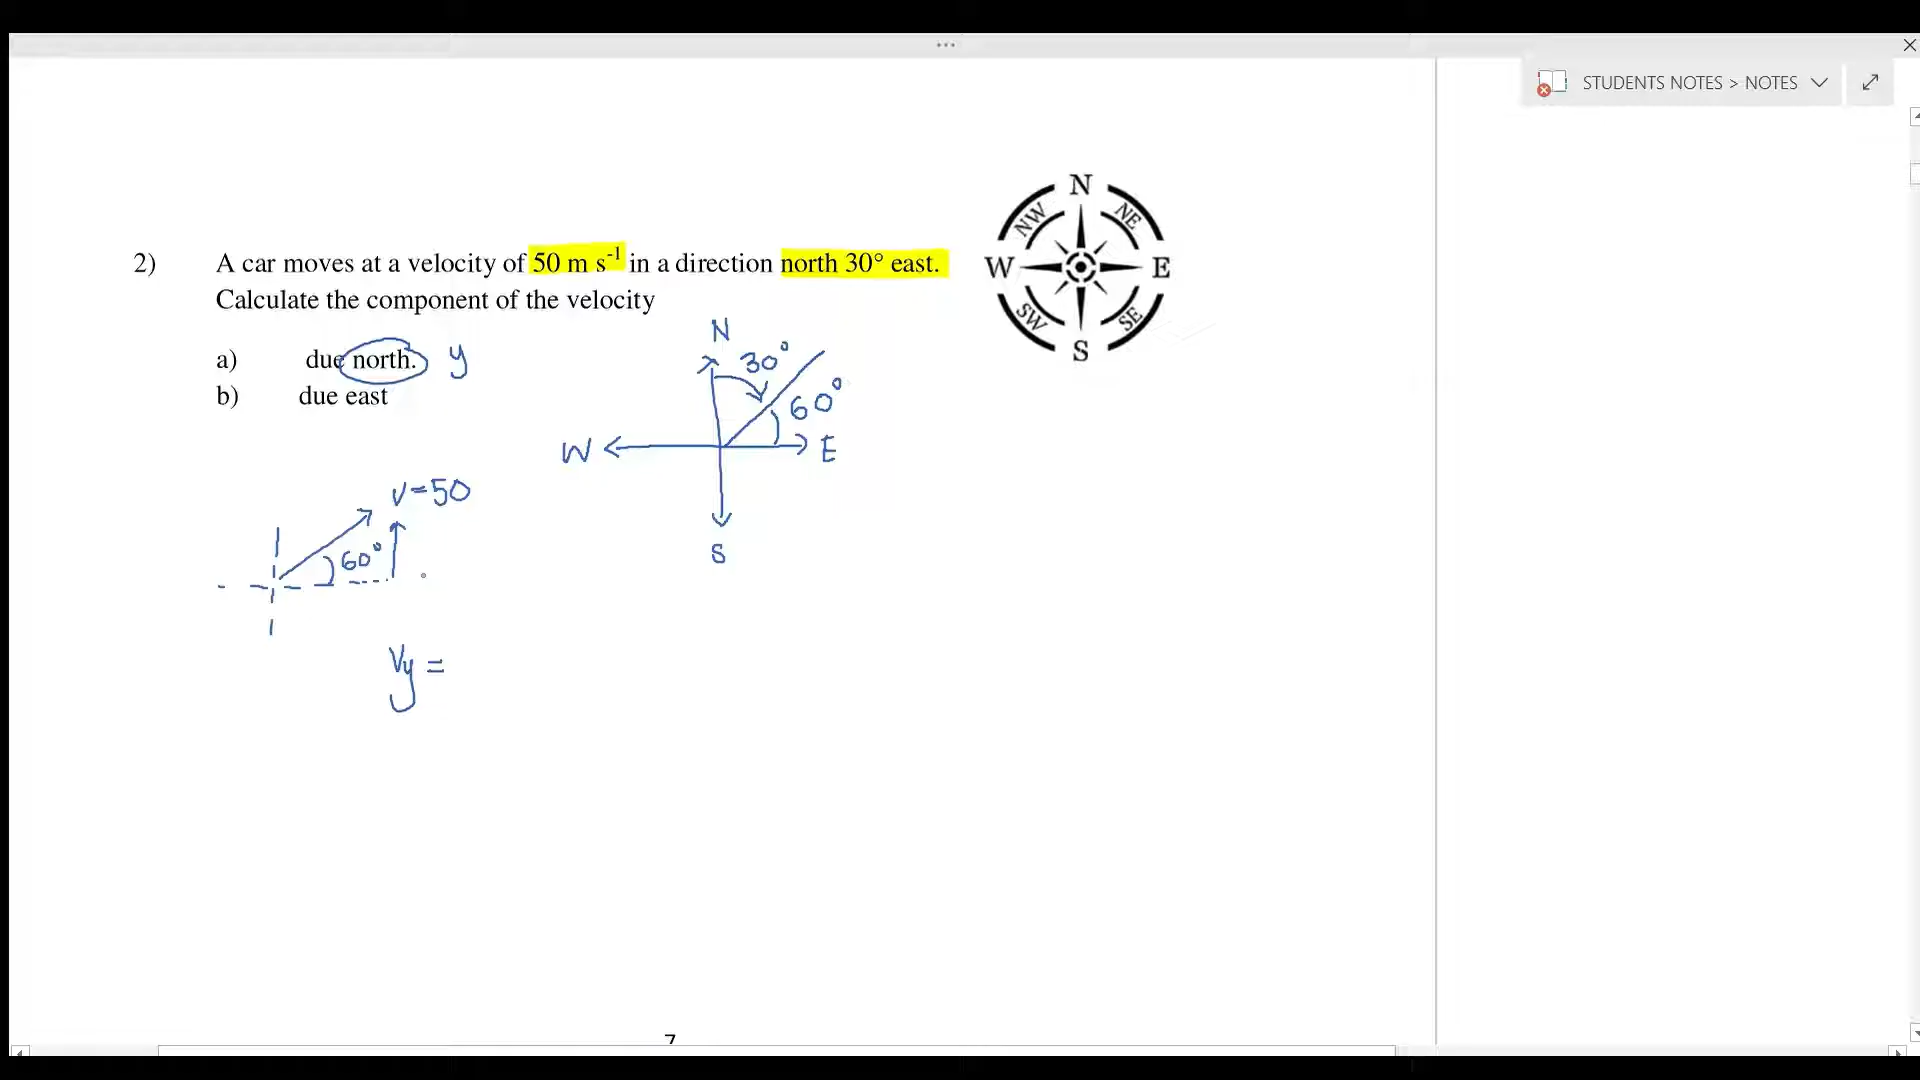 STUDENTS NOTES > NOTES
N
NW NE
W E
SW SE
S
2) A car moves at a velocity of 50 m s⁻¹ in a direction north 30° east.
Calculate the component of the velocity
a) due north. y
b) due east
N
30°
60°
W E
S
v=50
60°
Vy =
7